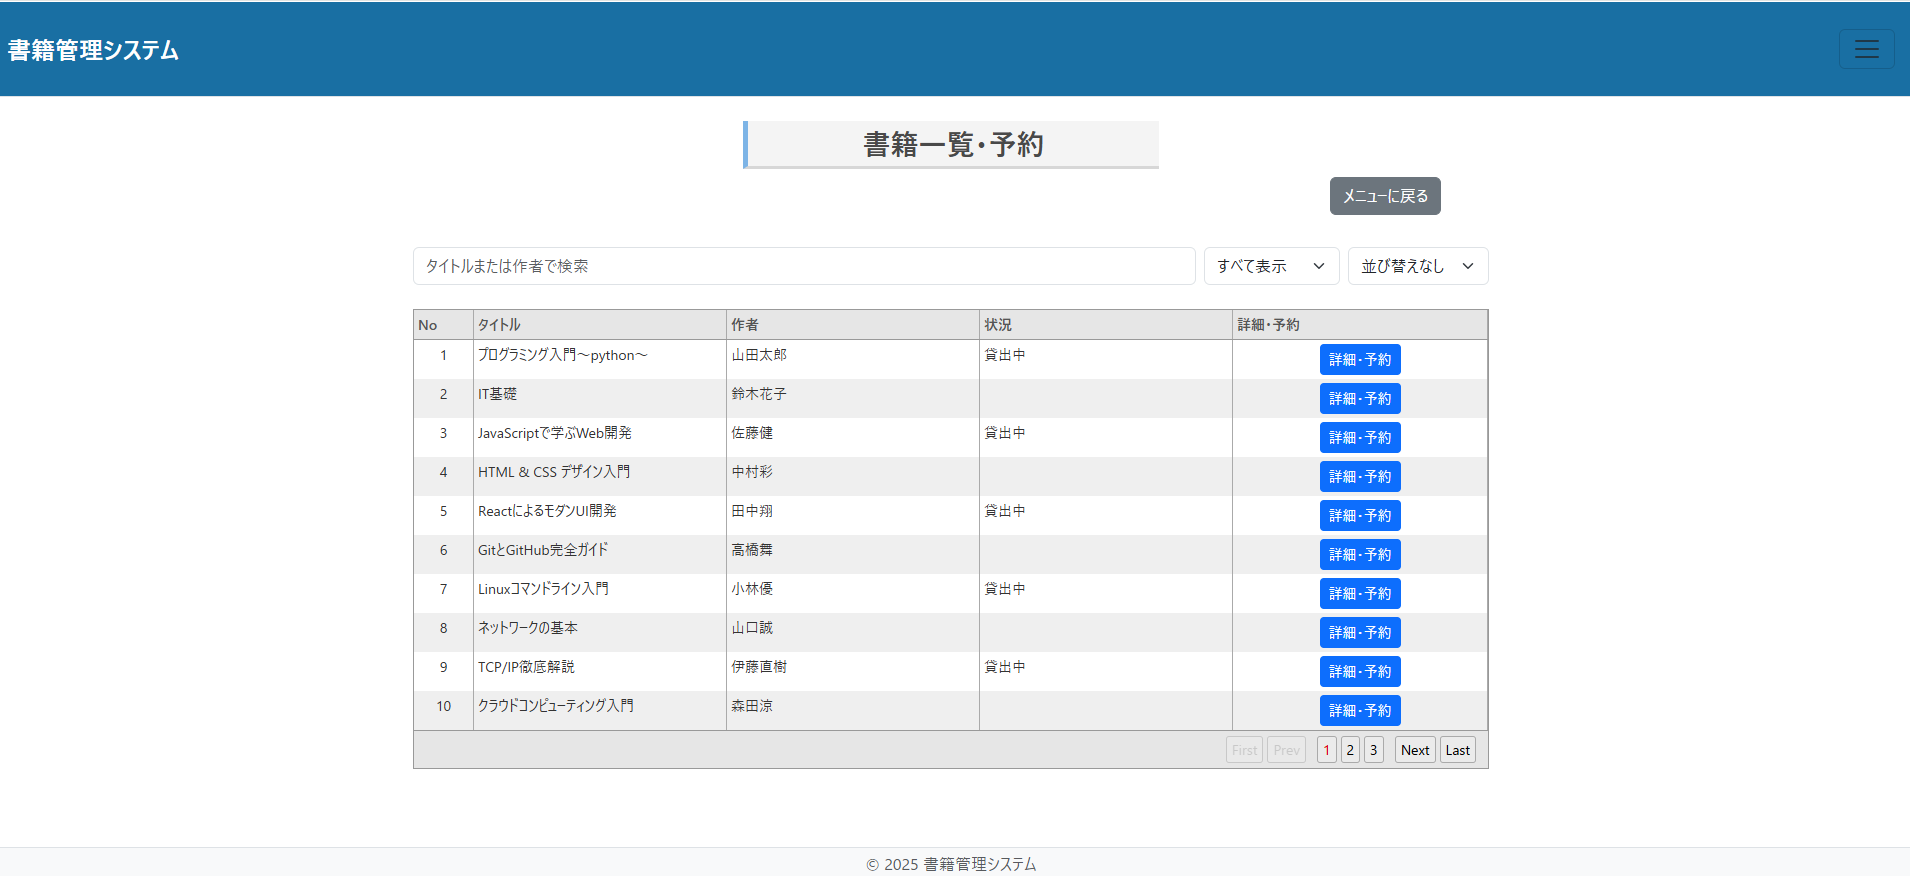 書籍管理システム
書籍一覧・予約
メニューに戻る
タイトルまたは作者で検索 すべて表示 並び替えなし
No タイトル 作者 状況 詳細・予約
1 プログラミング入門～python～ 山田太郎 貸出中 詳細・予約
2 IT基礎 鈴木花子 詳細・予約
3 JavaScriptで学ぶWeb開発 佐藤健 貸出中 詳細・予約
4 HTML & CSS デザイン入門 中村彩 詳細・予約
5 ReactによるモダンUI開発 田中翔 貸出中 詳細・予約
6 GitとGitHub完全ガイド 高橋舞 詳細・予約
7 Linuxコマンドライン入門 小林優 貸出中 詳細・予約
8 ネットワークの基本 山口誠 詳細・予約
9 TCP/IP徹底解説 伊藤直樹 貸出中 詳細・予約
10 クラウドコンピューティング入門 森田涼 詳細・予約
First Prev 1 2 3 Next Last
© 2025 書籍管理システム